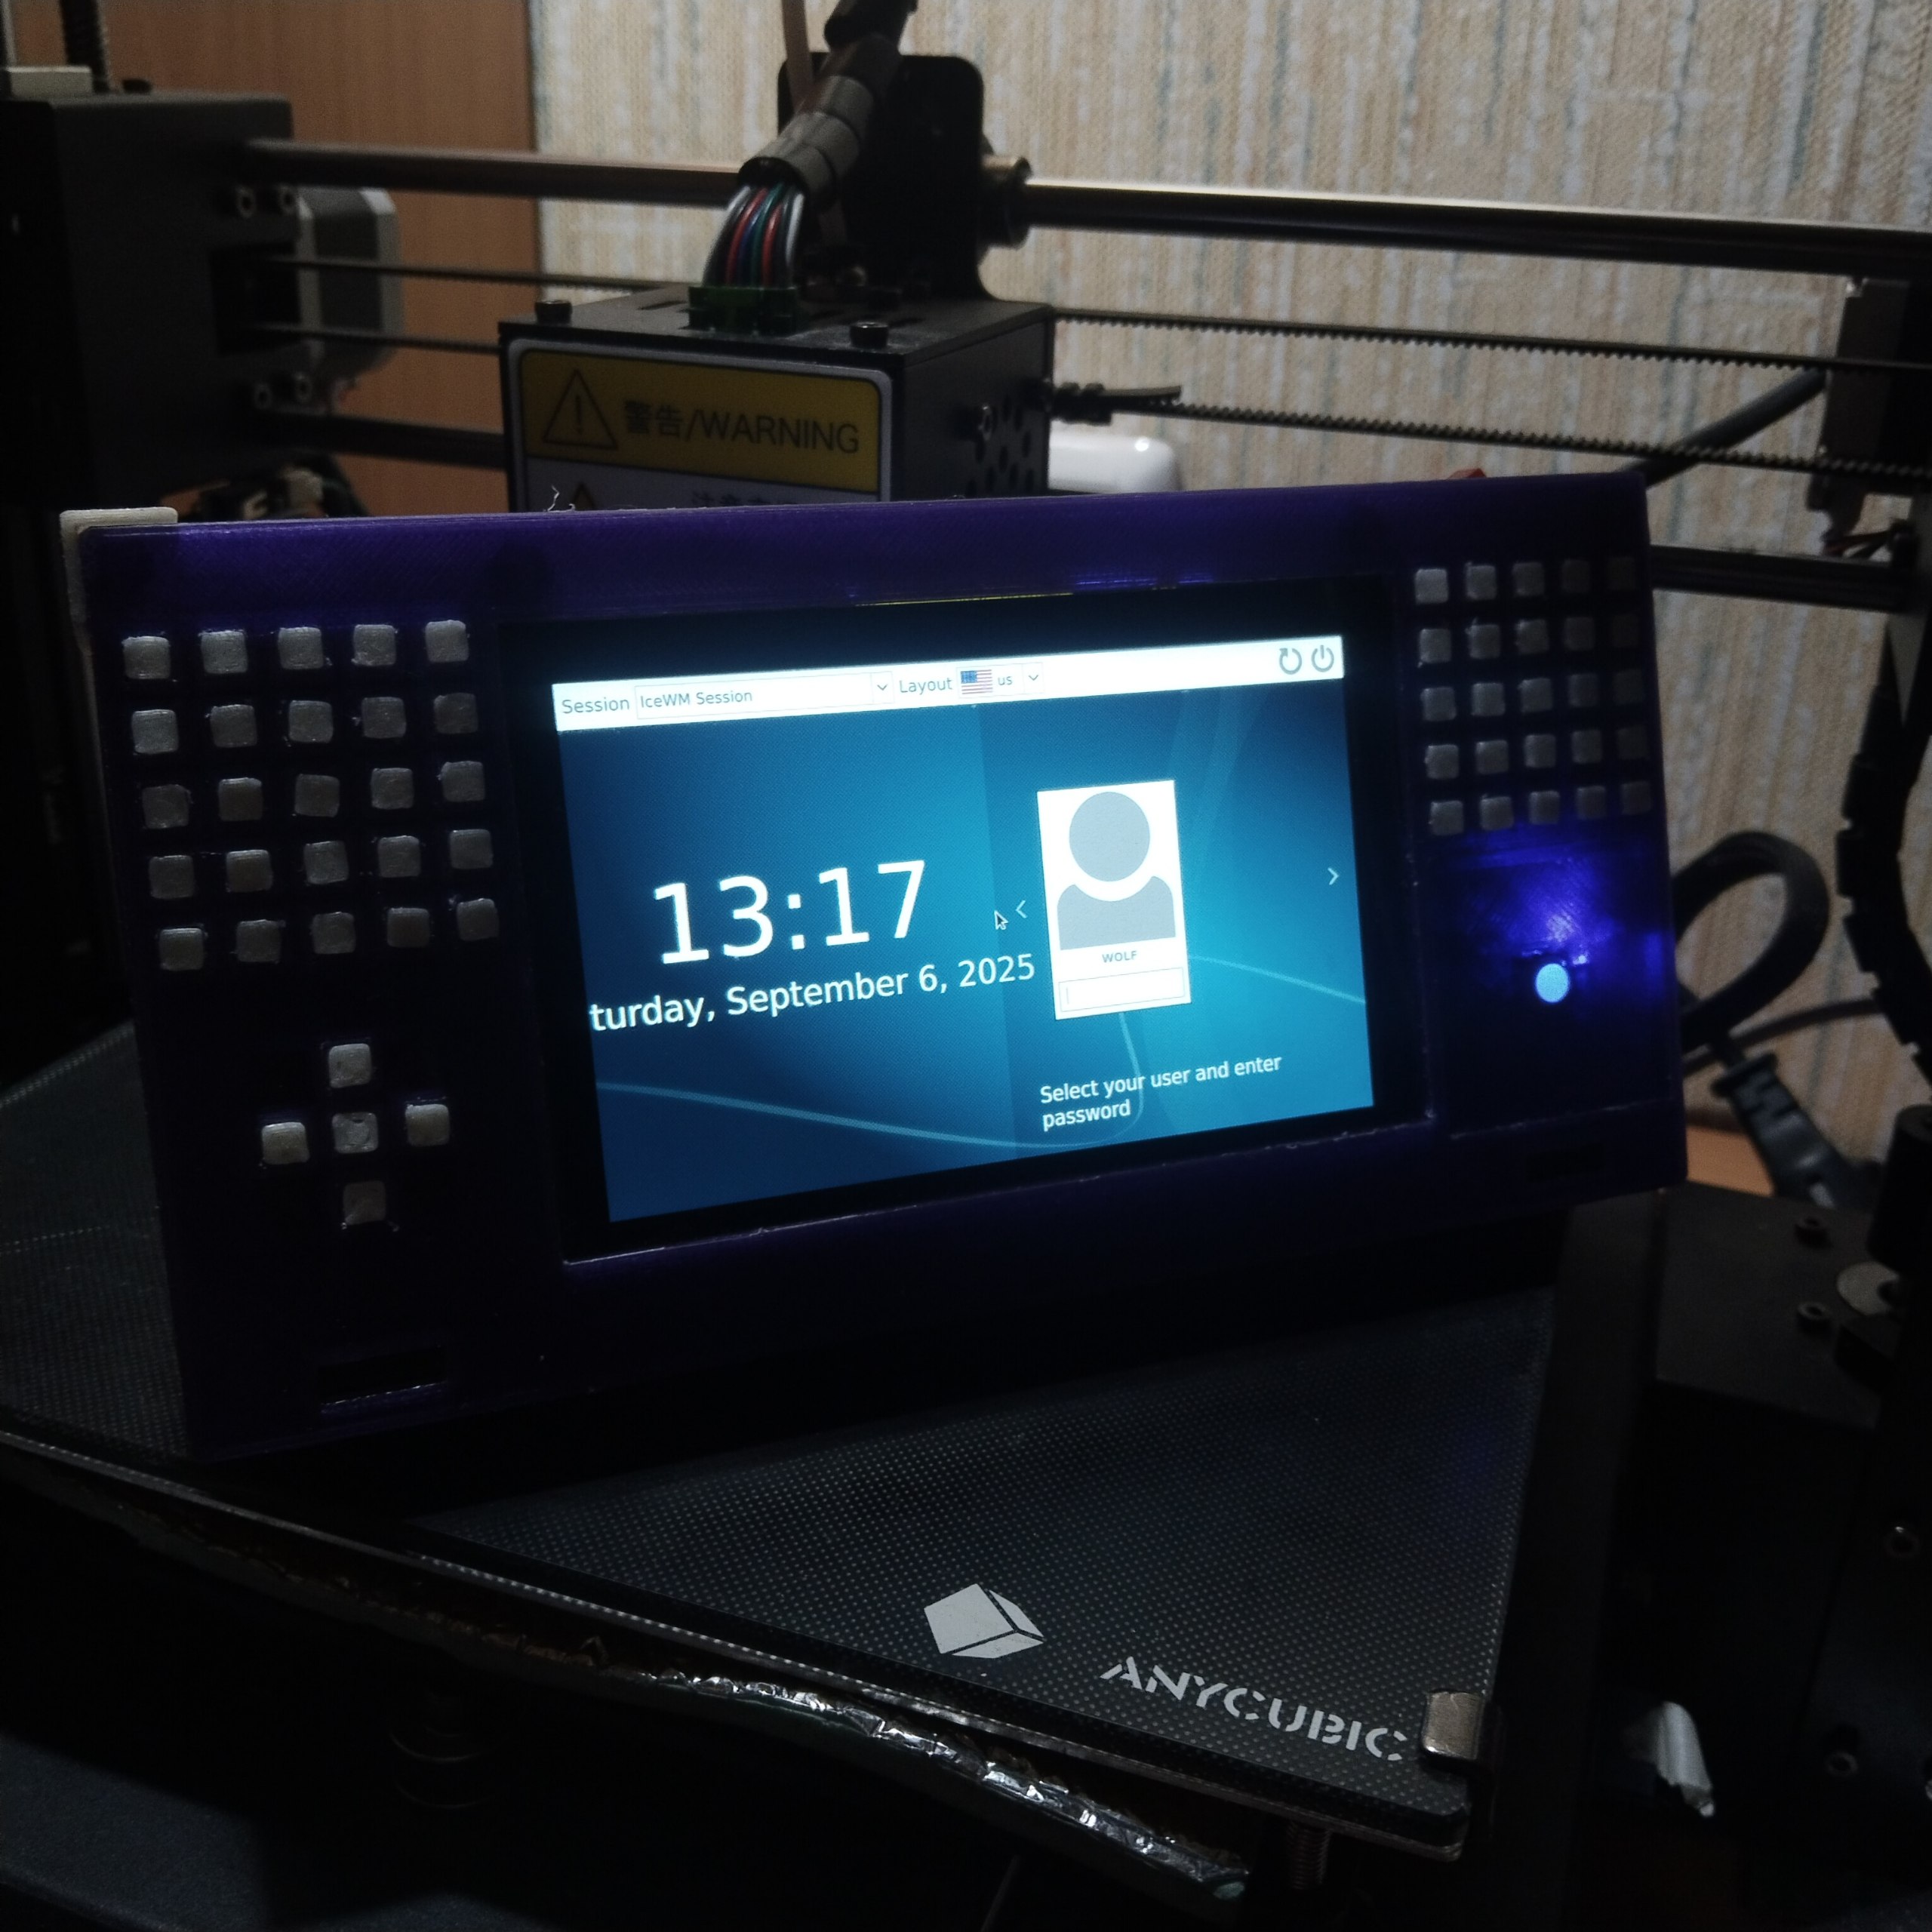 警告/WARNING
Session IceWM Session Layout us
13:17
turday, September 6, 2025
WOLF
Select your user and enter
password
ANYCUBIC